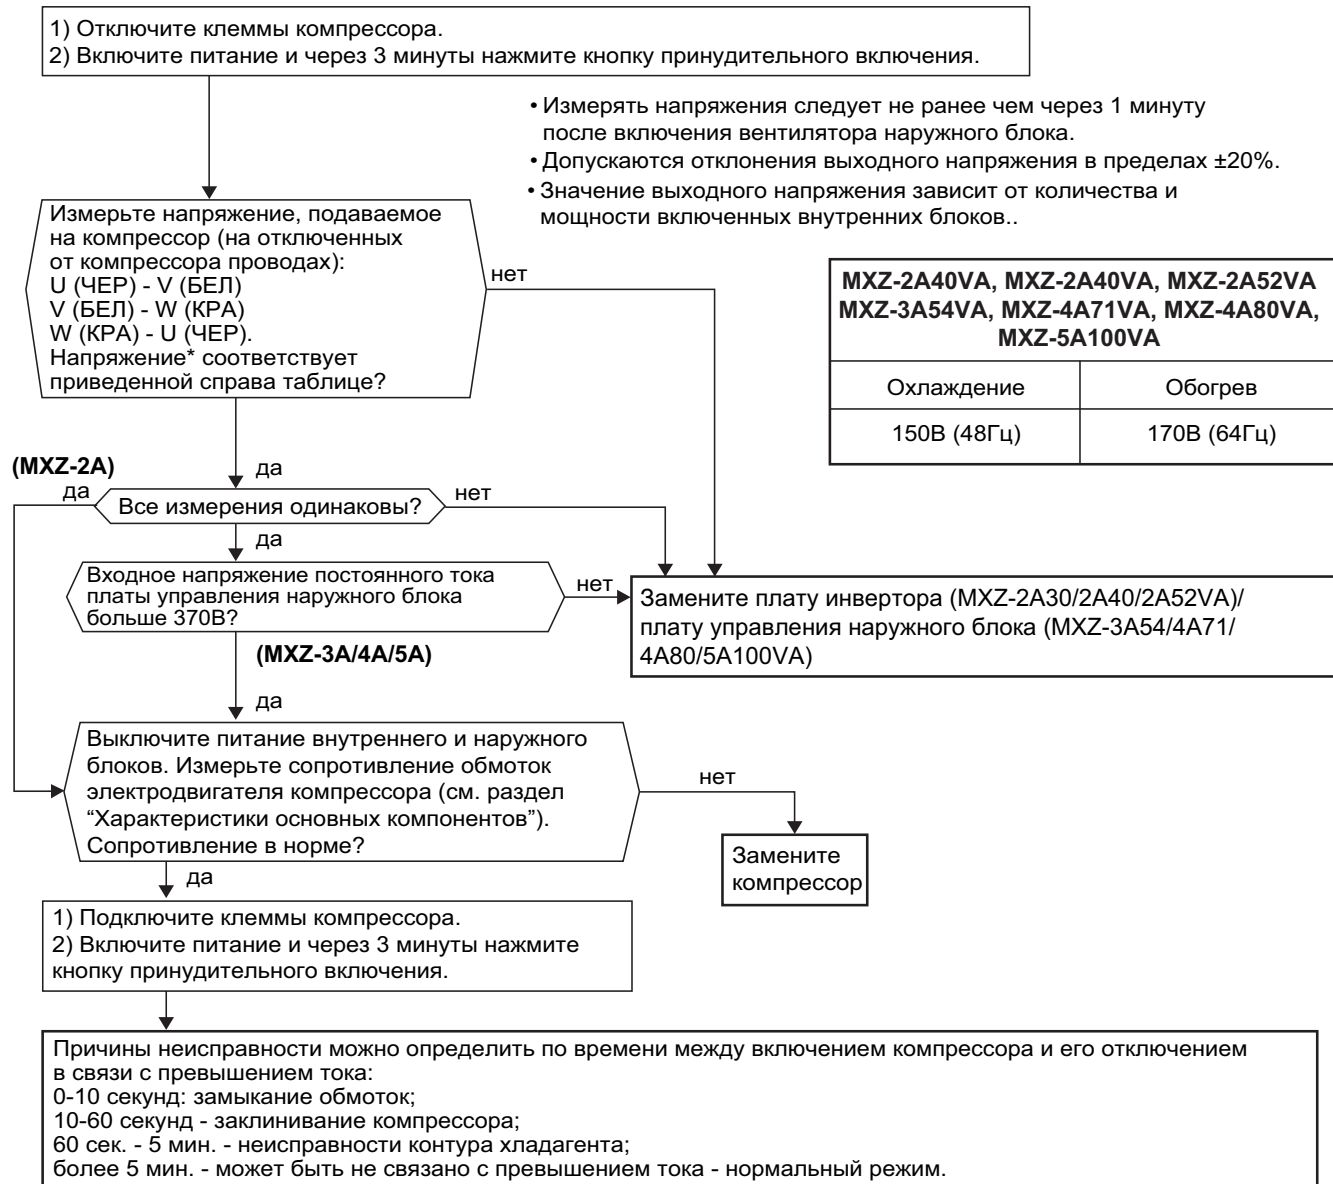 1) Отключите клеммы компрессора.
2) Включите питание и через 3 минуты нажмите кнопку принудительного включения.
• Измерять напряжения следует не ранее чем через 1 минуту
после включения вентилятора наружного блока.
• Допускаются отклонения выходного напряжения в пределах ±20%.
• Значение выходного напряжения зависит от количества и
мощности включенных внутренних блоков..
Измерьте напряжение, подаваемое
на компрессор (на отключенных
от компрессора проводах):
U (ЧЕР) - V (БЕЛ)
V (БЕЛ) - W (КРА)
W (КРА) - U (ЧЕР).
Напряжение* соответствует
приведенной справа таблице?
нет
MXZ-2A40VA, MXZ-2A40VA, MXZ-2A52VA
MXZ-3A54VA, MXZ-4A71VA, MXZ-4A80VA,
MXZ-5A100VA
Охлаждение Обогрев
150В (48Гц) 170В (64Гц)
(MXZ-2A)
да
да
Все измерения одинаковы?
нет
да
Входное напряжение постоянного тока
платы управления наружного блока
больше 370В?
нет
Замените плату инвертора (MXZ-2A30/2A40/2A52VA)/
плату управления наружного блока (MXZ-3A54/4A71/
4A80/5A100VA)
(MXZ-3A/4A/5A)
да
Выключите питание внутреннего и наружного
блоков. Измерьте сопротивление обмоток
электродвигателя компрессора (см. раздел
“Характеристики основных компонентов”).
Сопротивление в норме?
нет
Замените
компрессор
да
1) Подключите клеммы компрессора.
2) Включите питание и через 3 минуты нажмите
кнопку принудительного включения.
Причины неисправности можно определить по времени между включением компрессора и его отключением
в связи с превышением тока:
0-10 секунд: замыкание обмоток;
10-60 секунд - заклинивание компрессора;
60 сек. - 5 мин. - неисправности контура хладагента;
более 5 мин. - может быть не связано с превышением тока - нормальный режим.